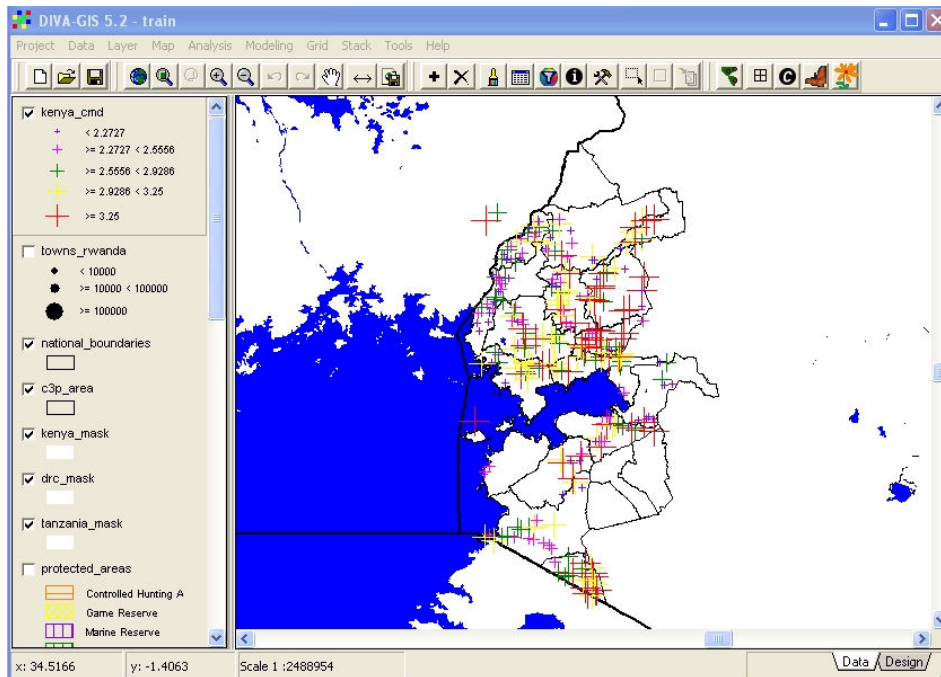 DIVA-GIS 5.2 - train
Project Data Layer Map Analysis Modeling Grid Stack Tools Help
kenya_cmd
< 2.2727
>= 2.2727 < 2.5556
>= 2.5556 < 2.9286
>= 2.9286 < 3.25
>= 3.25
towns_rwanda
< 10000
>= 10000 < 100000
>= 100000
national_boundaries
c3p_area
kenya_mask
drc_mask
tanzania_mask
protected_areas
Controlled Hunting A
Game Reserve
Marine Reserve
x: 34.5166 y: -1.4063 Scale 1 :2488954 Data Design